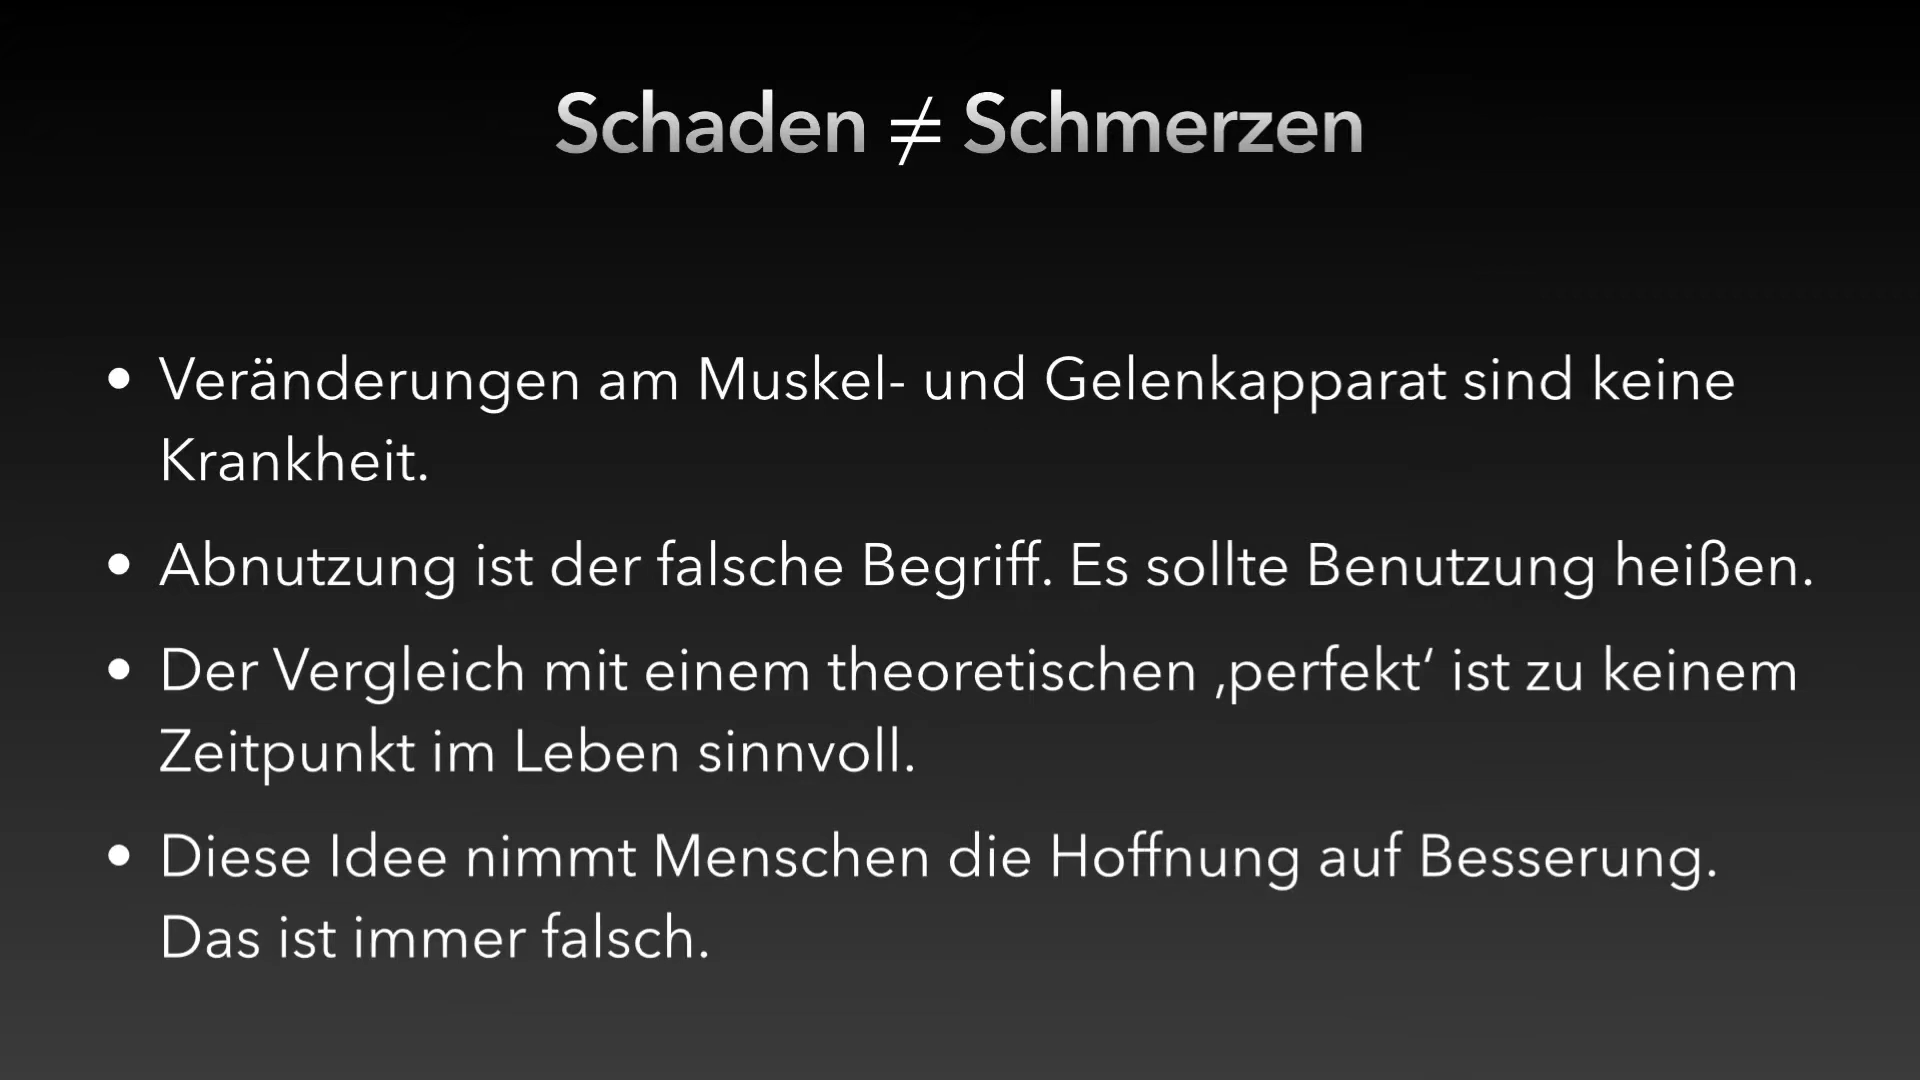 Schaden ≠ Schmerzen
• Veränderungen am Muskel- und Gelenkapparat sind keine
Krankheit.
• Abnutzung ist der falsche Begriff. Es sollte Benutzung heißen.
• Der Vergleich mit einem theoretischen ‚perfekt‘ ist zu keinem
Zeitpunkt im Leben sinnvoll.
• Diese Idee nimmt Menschen die Hoffnung auf Besserung.
Das ist immer falsch.